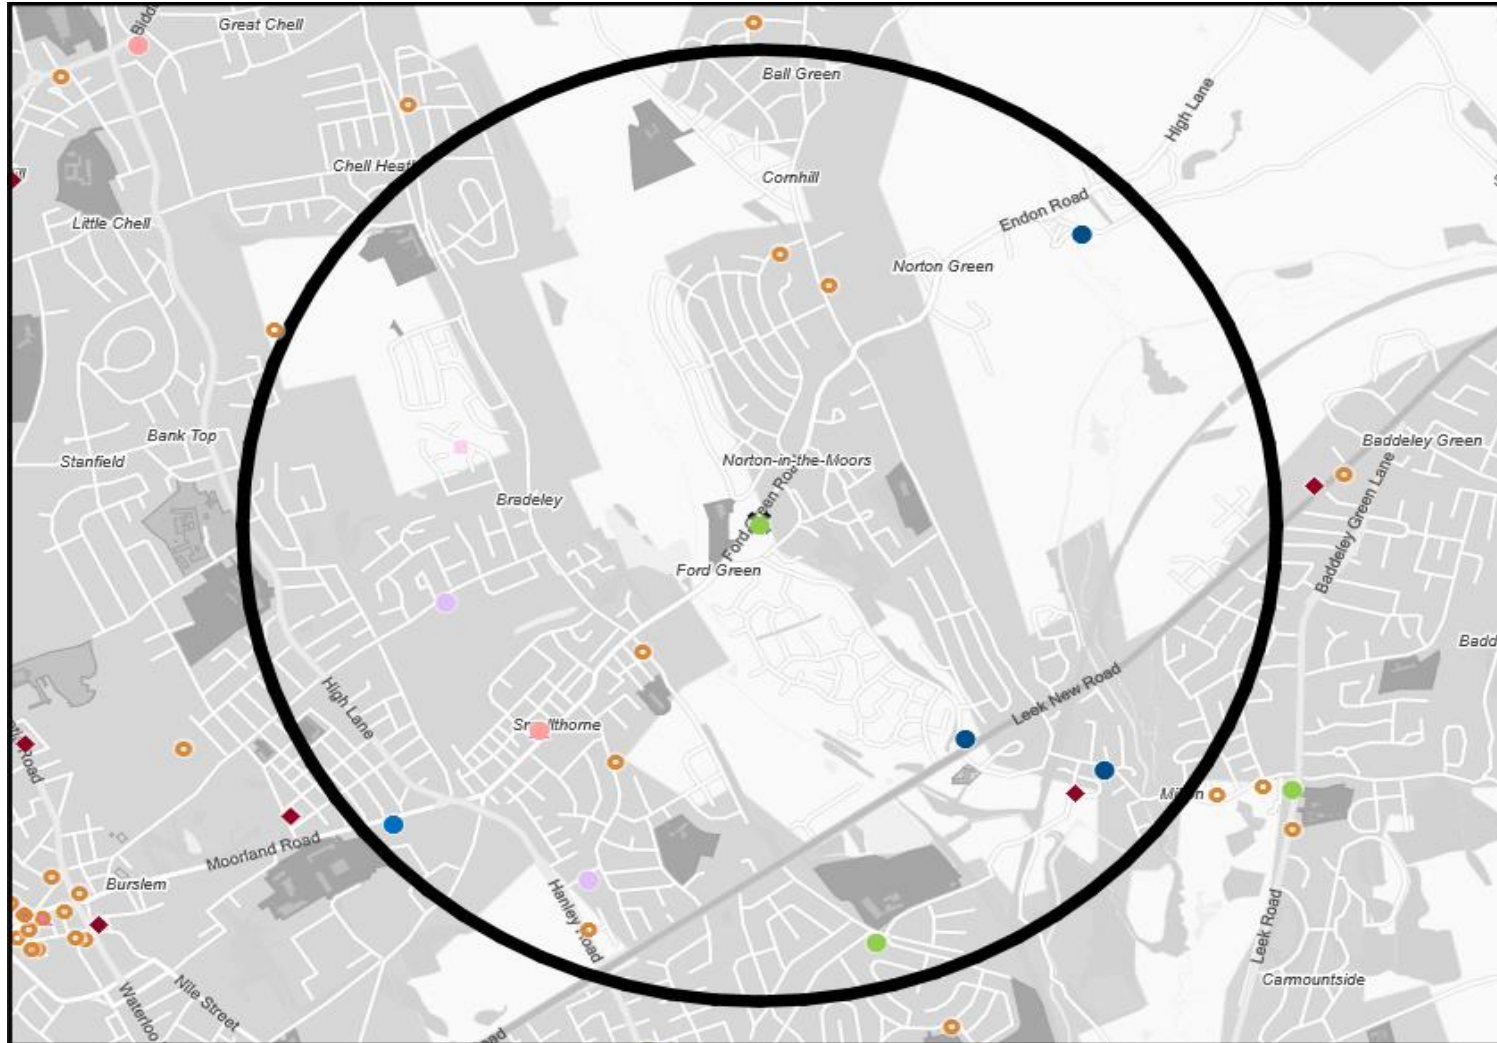 Great Chell
Ball Green
High Lane
Chell Heat
Cornhill
Endon Road
Little Chell
Norton Green
Bank Top
Stanfield
Baddeley Green
Norton-in-the-Moors
Bradeley
Ford Green
Baddeley Green Lane
Ford Green
Leek New Road
High Lane
Road
Moorland Road
Burslem
Hanley Road
Leek Road
Carmountside
Nile Street
Waterloo